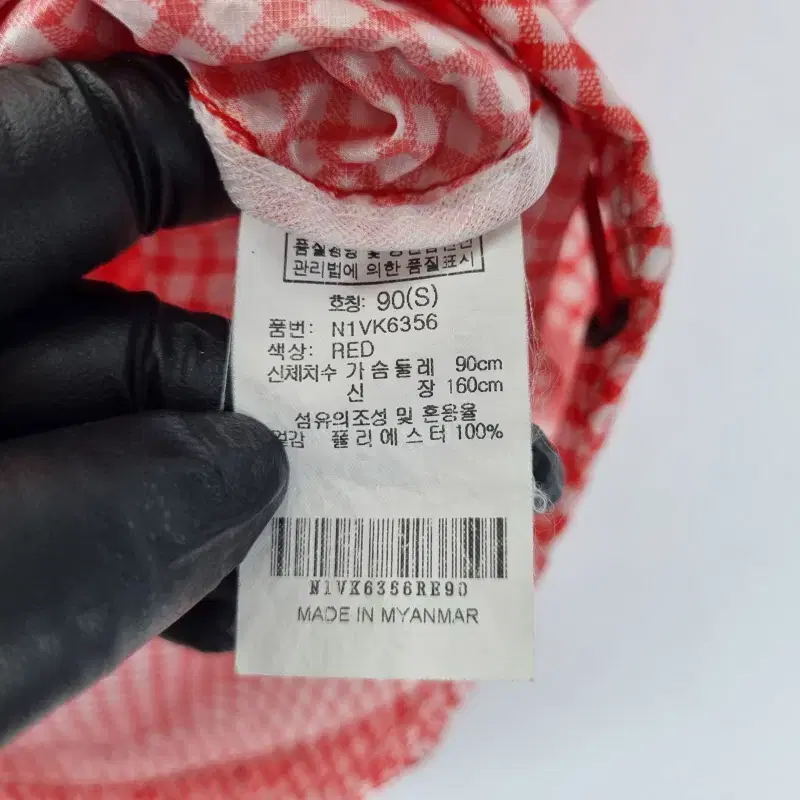 관리법에 의한 품질표시
호칭: 90(S)
품번: N1VK6356
색상: RED
신체치수 가 슴 둘 레 90cm
신 장 160cm
섬유의조성 및 혼용율
폴 리 에 스 터 100%
N1VK6356RE90
MADE IN MYANMAR